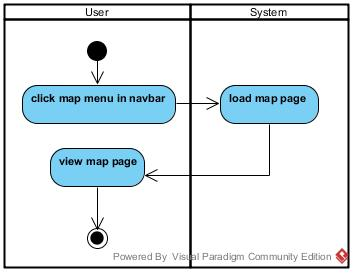 User
System
click map menu in navbar
load map page
view map page
Powered By Visual Paradigm Community Edition